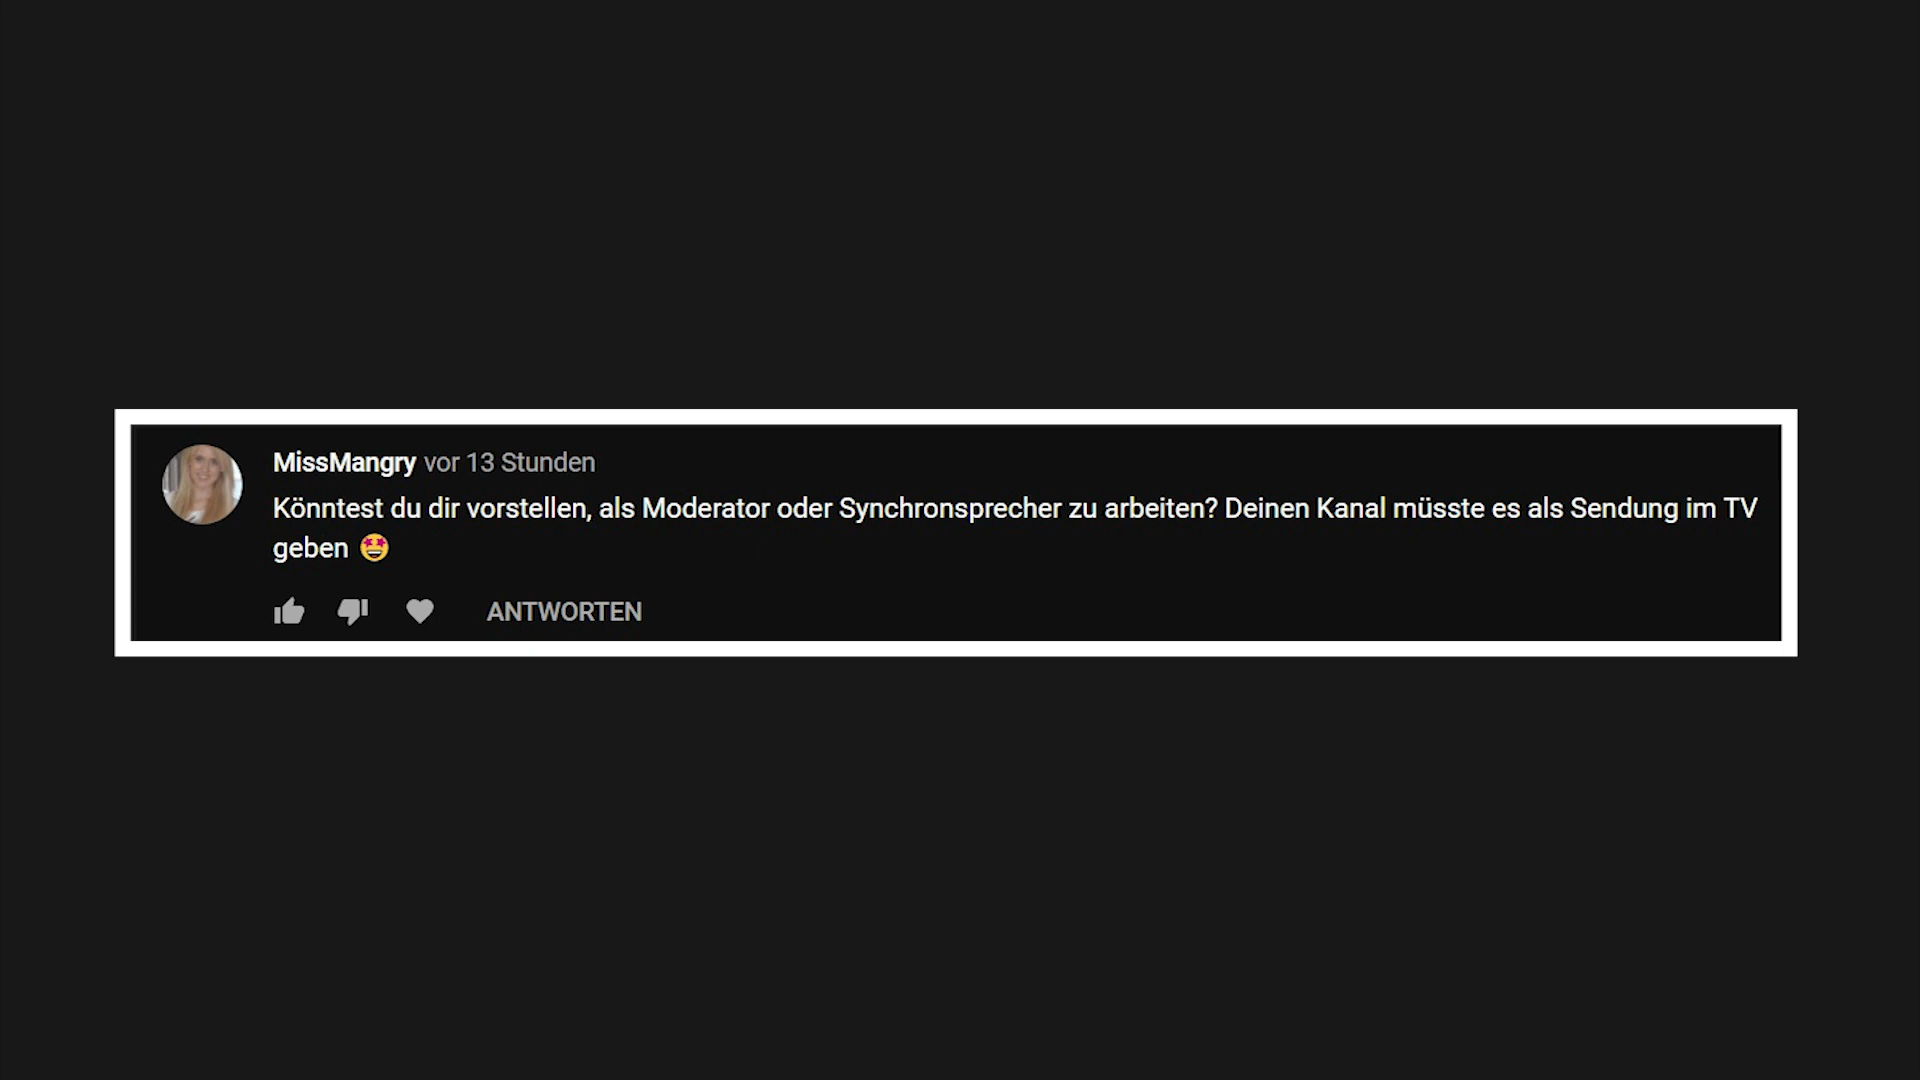 MissMangry vor 13 Stunden
Könntest du dir vorstellen, als Moderator oder Synchronsprecher zu arbeiten? Deinen Kanal müsste es als Sendung im TV
geben 🤩
ANTWORTEN